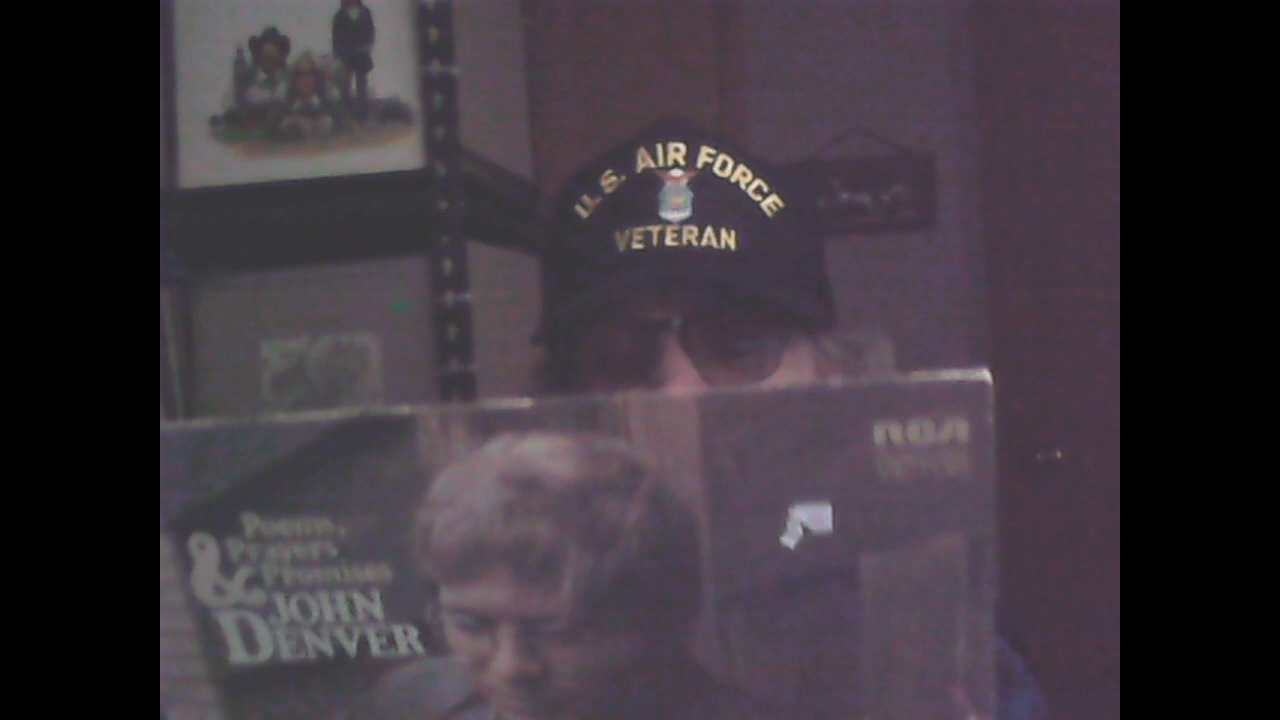 U.S. AIR FORCE
VETERAN
RCA
Poems,
Prayers
& Promises
JOHN
DENVER